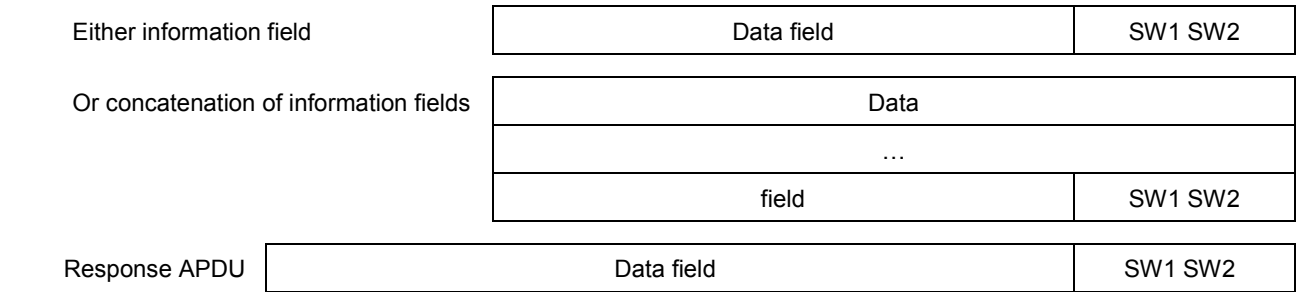 Either information field Data field SW1 SW2
Or concatenation of information fields Data
…
field SW1 SW2
Response APDU Data field SW1 SW2